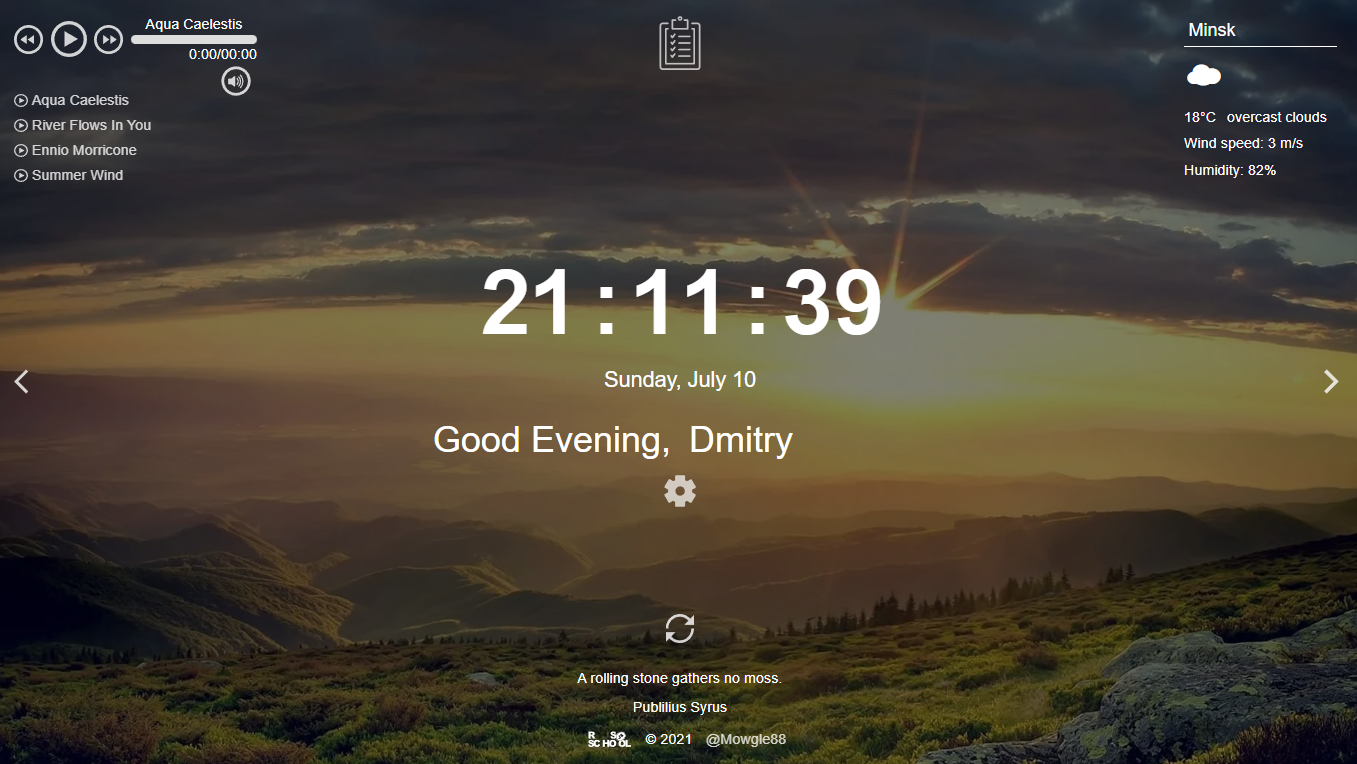 Aqua Caelestis
0:00/00:00
Aqua Caelestis
River Flows In You
Ennio Morricone
Summer Wind
Minsk
18°C overcast clouds
Wind speed: 3 m/s
Humidity: 82%
21:11:39
Sunday, July 10
Good Evening, Dmitry
A rolling stone gathers no moss.
Publilius Syrus
RS SCHOOL © 2021 @Mowgle88